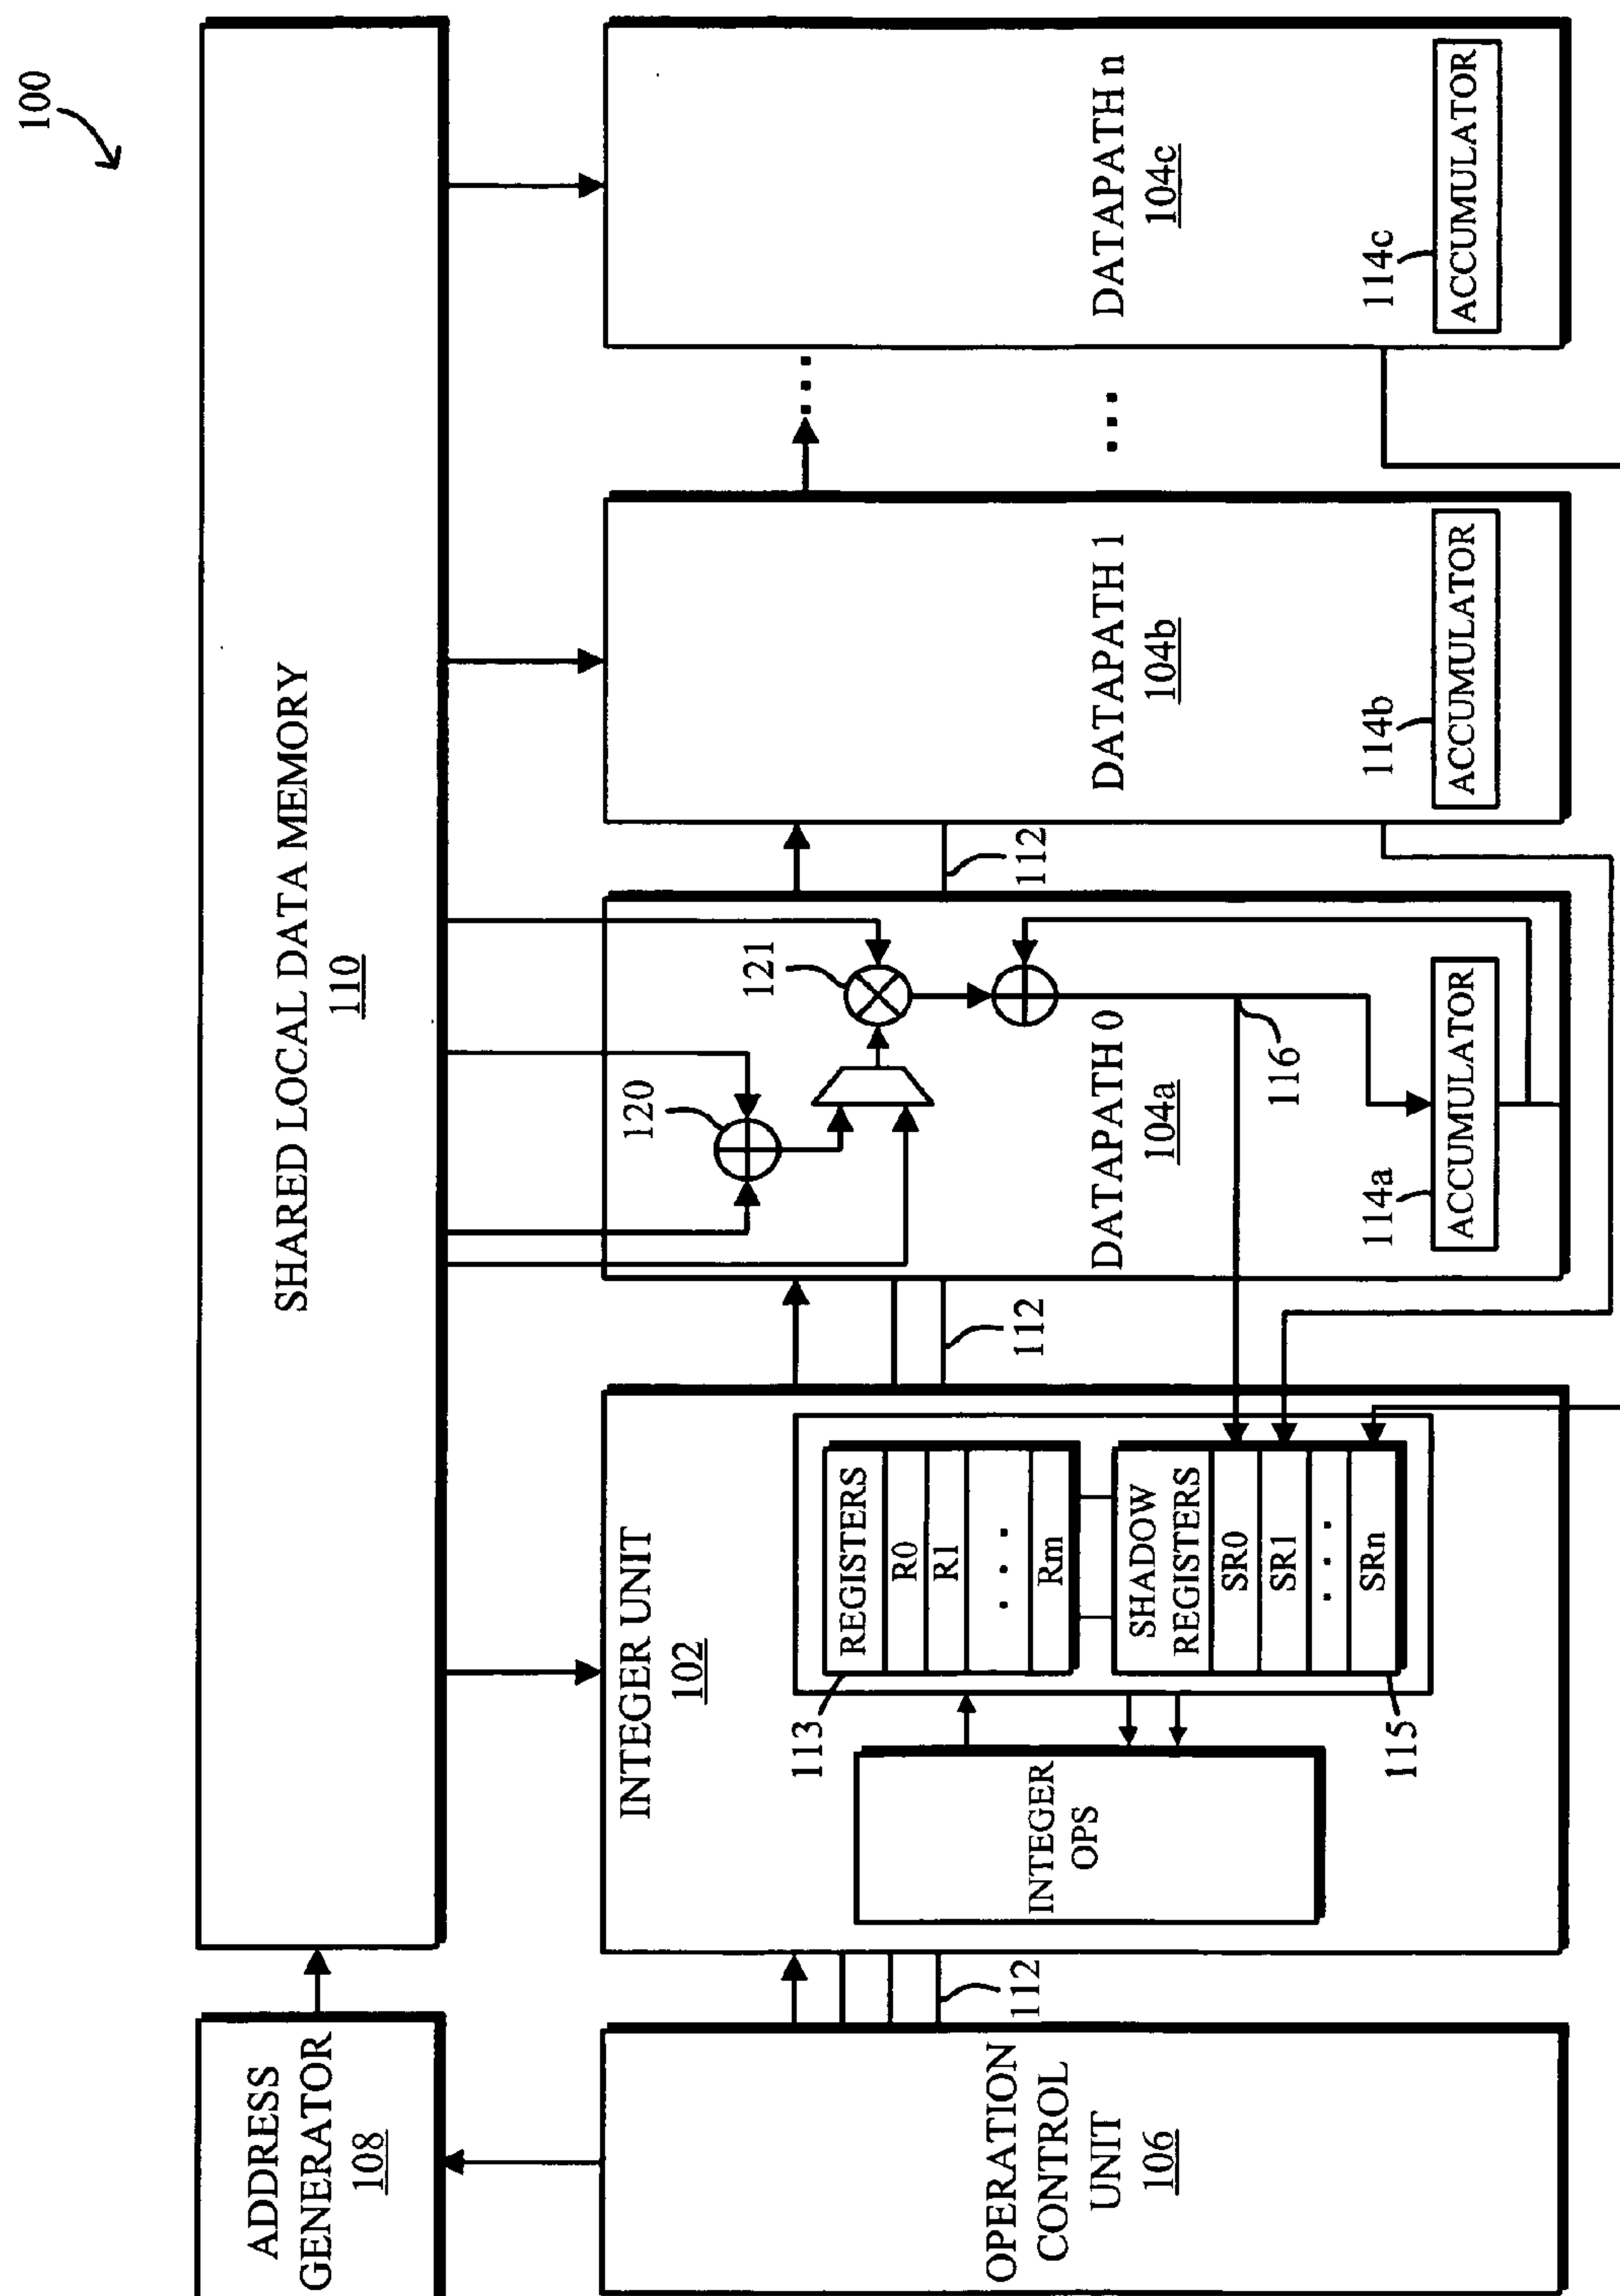 100
ADDRESS
GENERATOR
108
SHARED LOCAL DATA MEMORY
110
OPERATION
CONTROL
UNIT
106
112
INTEGER UNIT
102
INTEGER
OPS
113
REGISTERS
R0
R1
. . .
Rm
SHADOW
REGISTERS
SR0
SR1
. . .
SRn
115
112
120
121
DATAPATH 0
104a
116
114a
ACCUMULATOR
112
DATAPATH 1
104b
114b
ACCUMULATOR
...
...
DATAPATH n
104c
114c
ACCUMULATOR